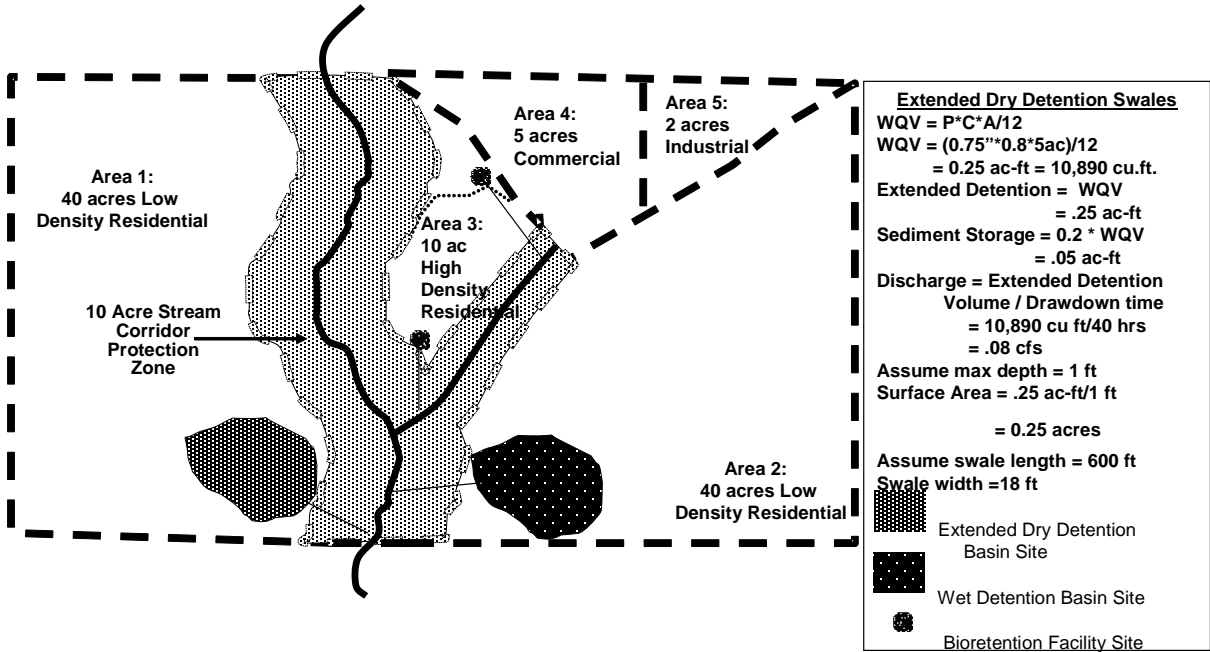 Area 1:
40 acres Low
Density Residential
10 Acre Stream
Corridor
Protection
Zone
Area 4:
5 acres
Commercial
Area 5:
2 acres
Industrial
Area 3:
10 ac
High
Density
Residential
Area 2:
40 acres Low
Density Residential
Extended Dry Detention Swales
WQV = P*C*A/12
WQV = (0.75”*0.8*5ac)/12
= 0.25 ac-ft = 10,890 cu.ft.
Extended Detention = WQV
= .25 ac-ft
Sediment Storage = 0.2 * WQV
= .05 ac-ft
Discharge = Extended Detention
Volume / Drawdown time
= 10,890 cu ft/40 hrs
= .08 cfs
Assume max depth = 1 ft
Surface Area = .25 ac-ft/1 ft
= 0.25 acres
Assume swale length = 600 ft
Swale width =18 ft
Extended Dry Detention
Basin Site
Wet Detention Basin Site
Bioretention Facility Site